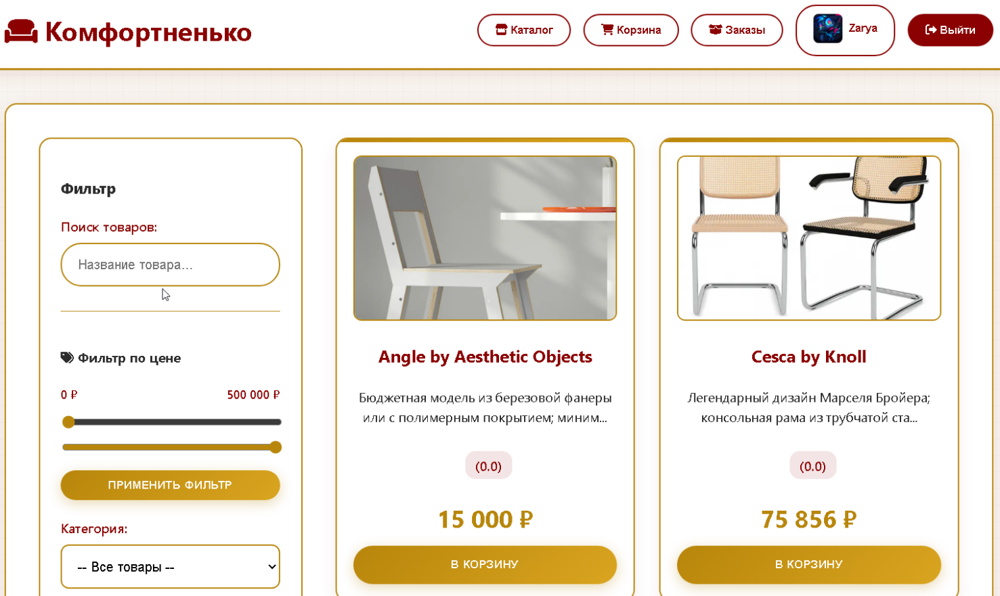 Комфортненько
Каталог
Корзина
Заказы
Zarya
Выйти
Фильтр
Поиск товаров:
Название товара...
Фильтр по цене
0 ₽
500 000 ₽
ПРИМЕНИТЬ ФИЛЬТР
Категория:
-- Все товары --
Angle by Aesthetic Objects
Бюджетная модель из березовой фанеры
или с полимерным покрытием; миним...
(0.0)
15 000 ₽
В КОРЗИНУ
Cesca by Knoll
Легендарный дизайн Марселя Бройера;
консольная рама из трубчатой ста...
(0.0)
75 856 ₽
В КОРЗИНУ